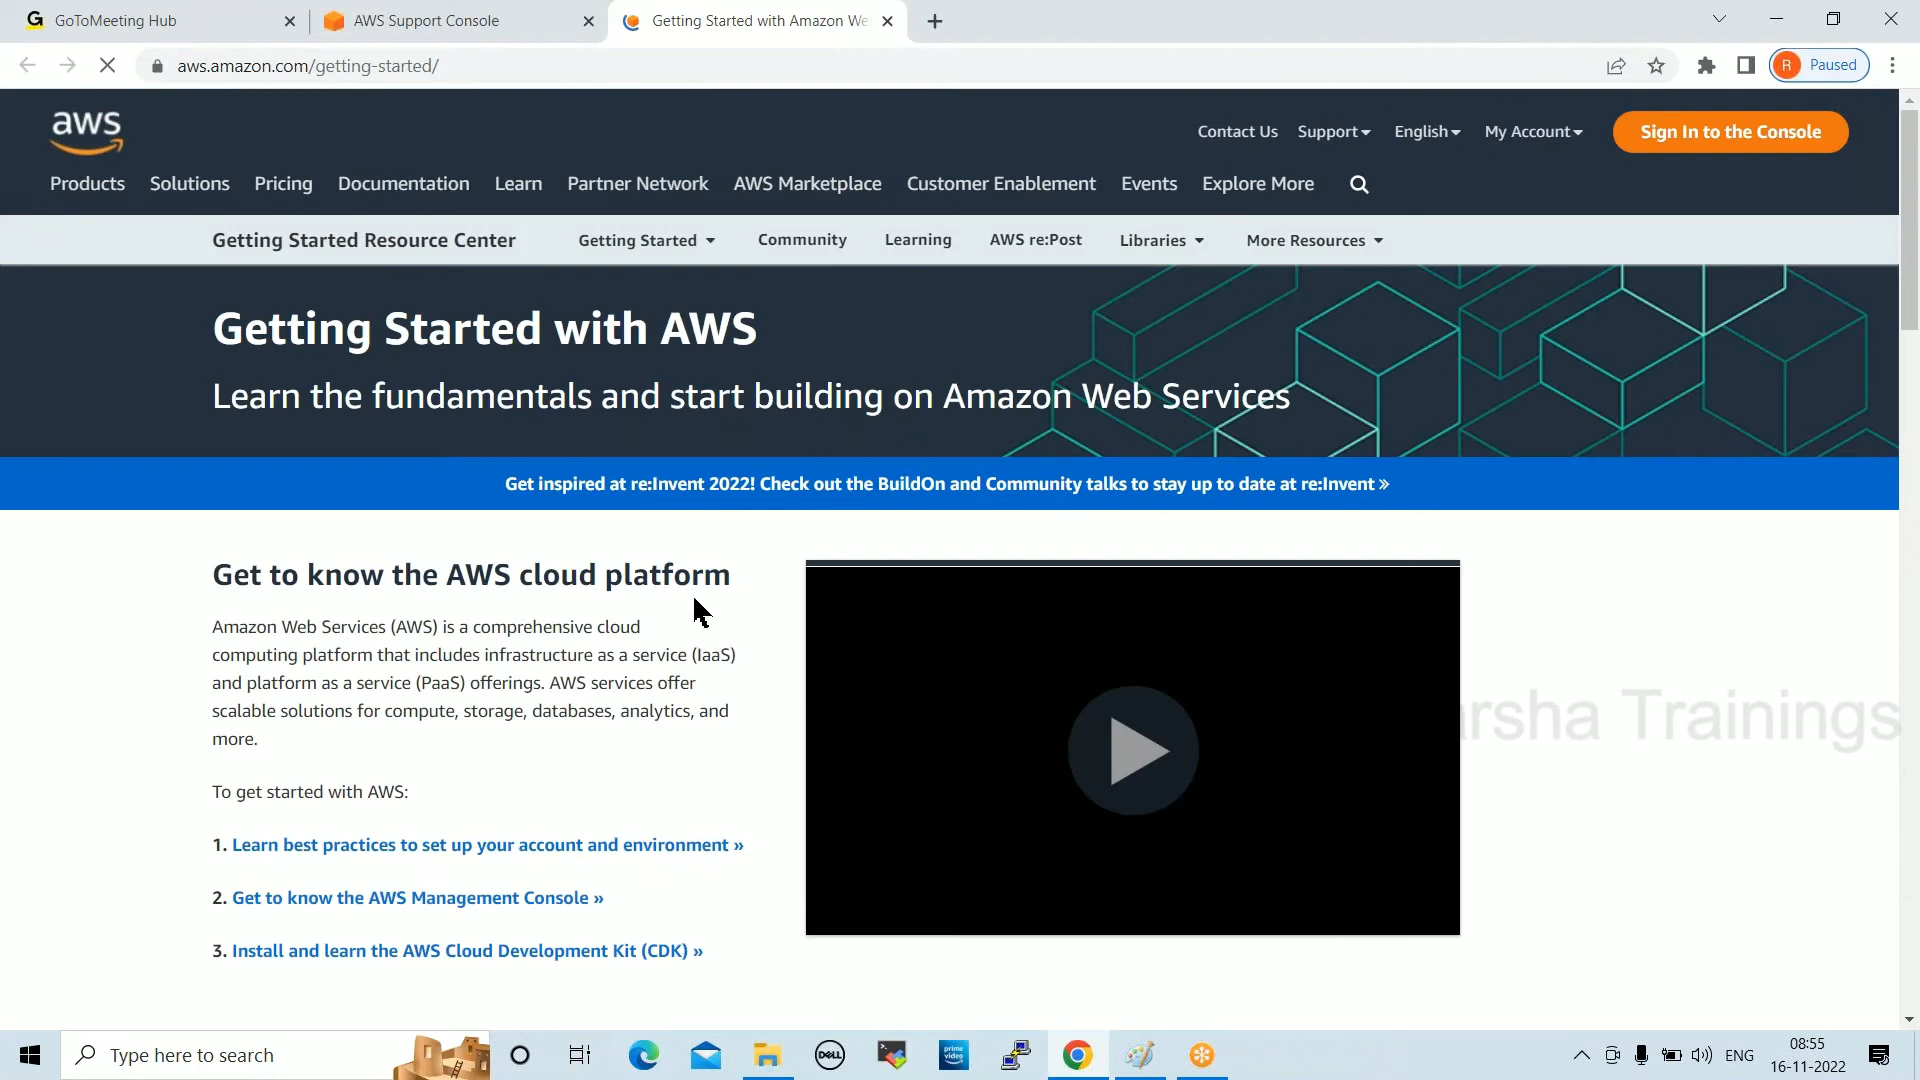 GoToMeeting Hub
AWS Support Console
Getting Started with Amazon We
aws.amazon.com/getting-started/
R Paused
aws
Contact Us Support English My Account Sign In to the Console
Products Solutions Pricing Documentation Learn Partner Network AWS Marketplace Customer Enablement Events Explore More
Getting Started Resource Center Getting Started Community Learning AWS re:Post Libraries More Resources
Getting Started with AWS
Learn the fundamentals and start building on Amazon Web Services
Get inspired at re:Invent 2022! Check out the BuildOn and Community talks to stay up to date at re:Invent »
Get to know the AWS cloud platform
Amazon Web Services (AWS) is a comprehensive cloud
computing platform that includes infrastructure as a service (IaaS)
and platform as a service (PaaS) offerings. AWS services offer
scalable solutions for compute, storage, databases, analytics, and
more.
To get started with AWS:
1. Learn best practices to set up your account and environment »
2. Get to know the AWS Management Console »
3. Install and learn the AWS Cloud Development Kit (CDK) »
arsha Trainings
Type here to search
DELL
prime
video
ENG
08:55
16-11-2022